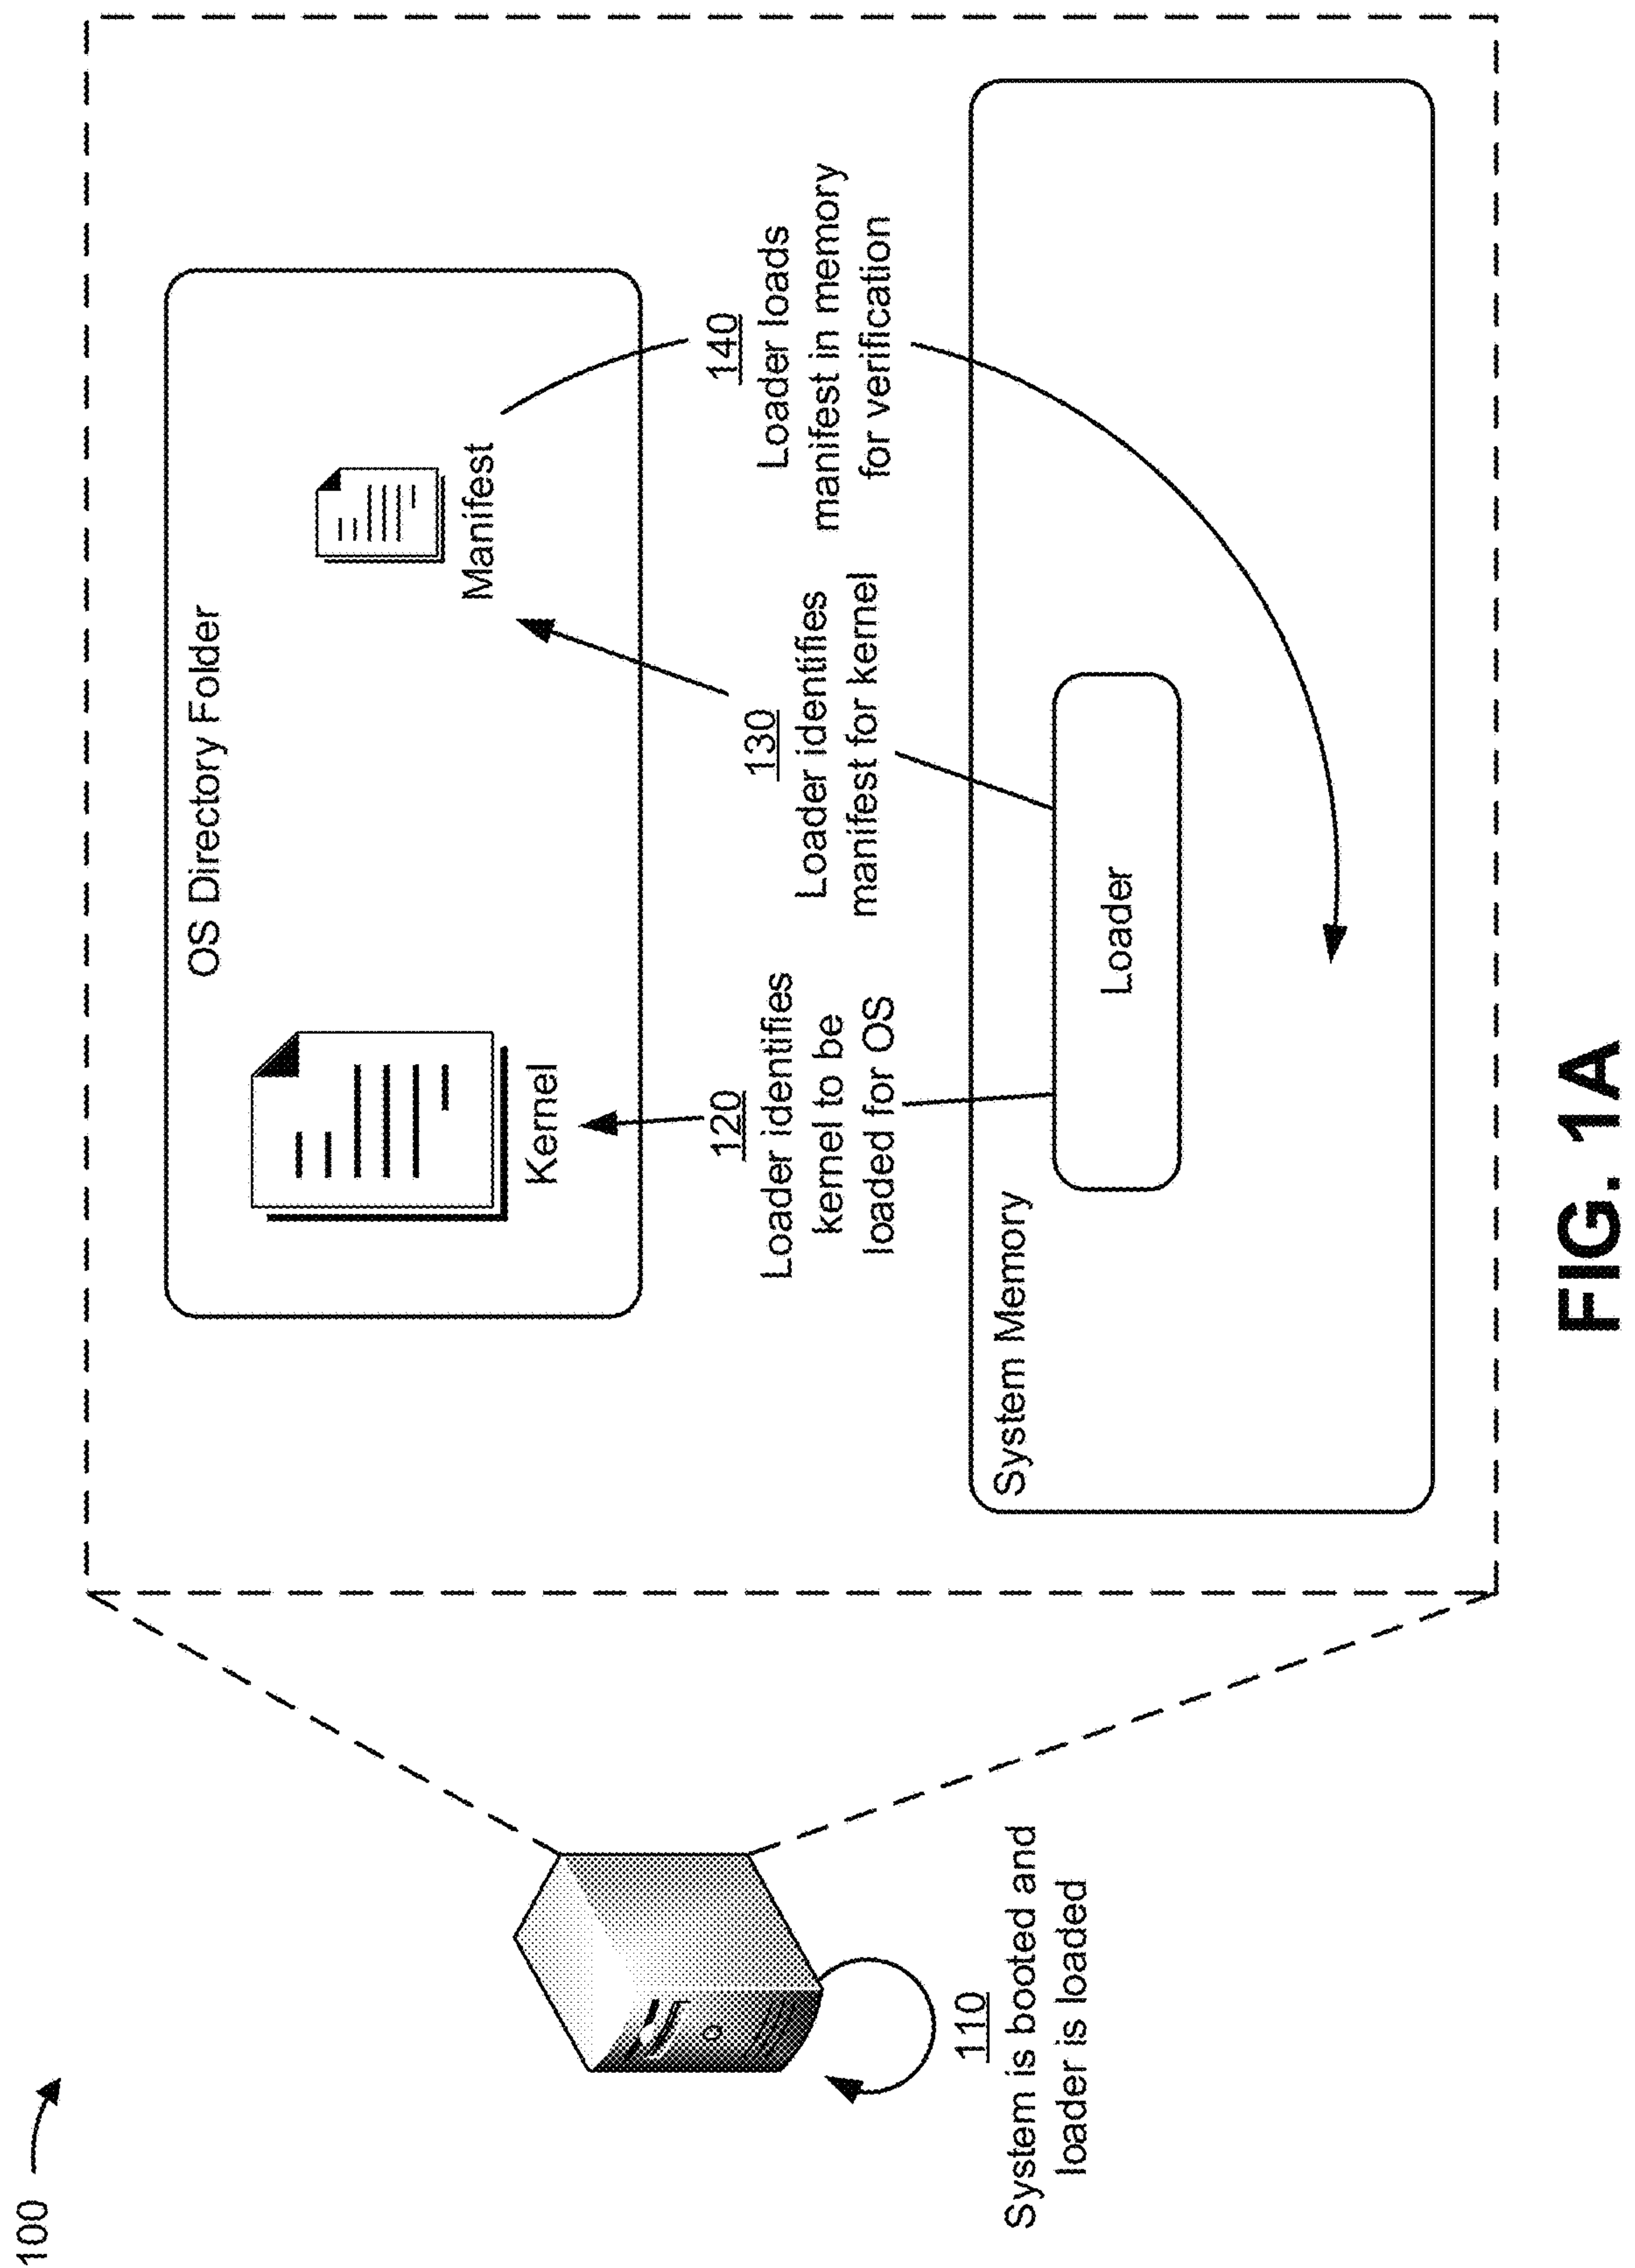 100
110
System is booted and
loader is loaded
OS Directory Folder
Kernel
Manifest
120
Loader identifies
kernel to be
loaded for OS
130
Loader identifies
manifest for kernel
140
Loader loads
manifest in memory
for verification
System Memory
Loader
FIG. 1A